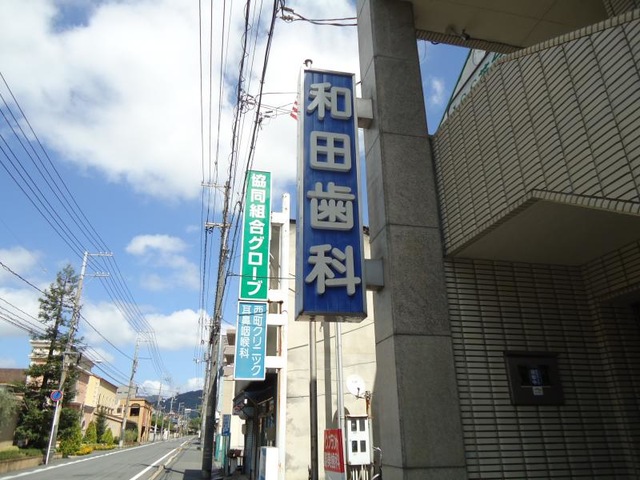 和田歯科
協同組合グローブ
西町クリニック
耳鼻咽喉科